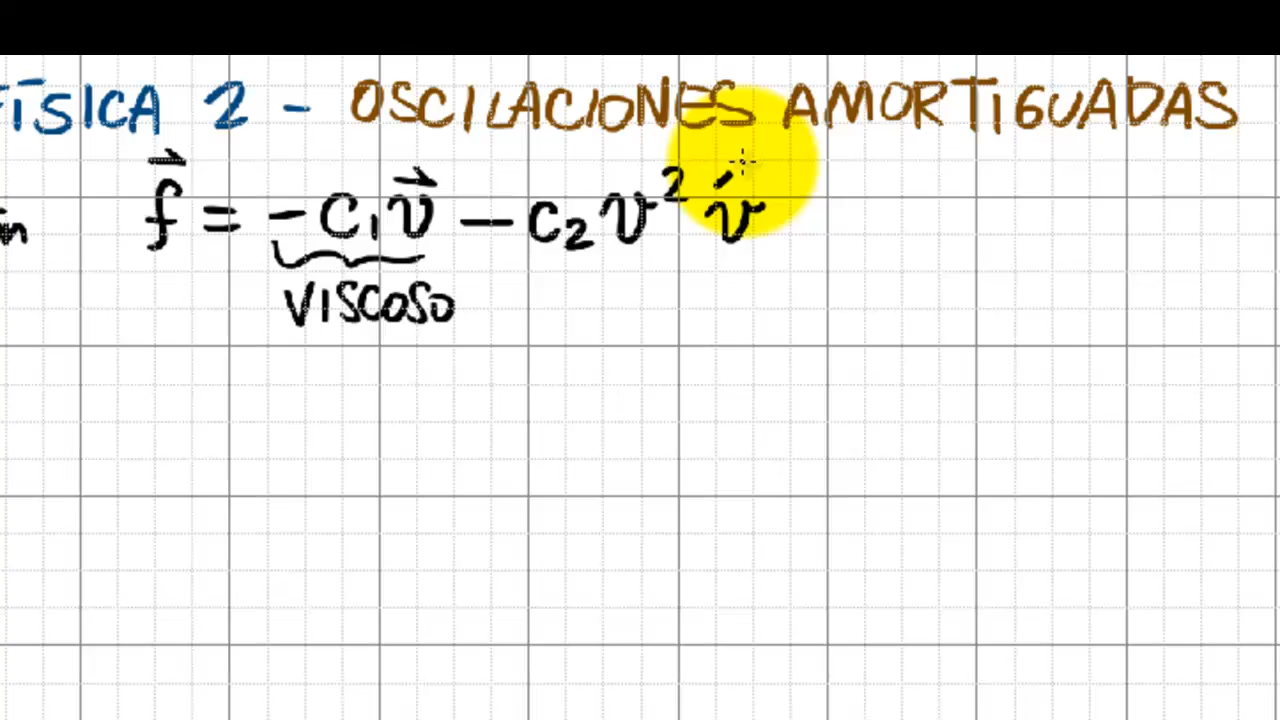 FÍSICA 2 - OSCILACIONES AMORTIGUADAS
f⃗ = -C₁v⃗ - C₂v² v
VISCOSO